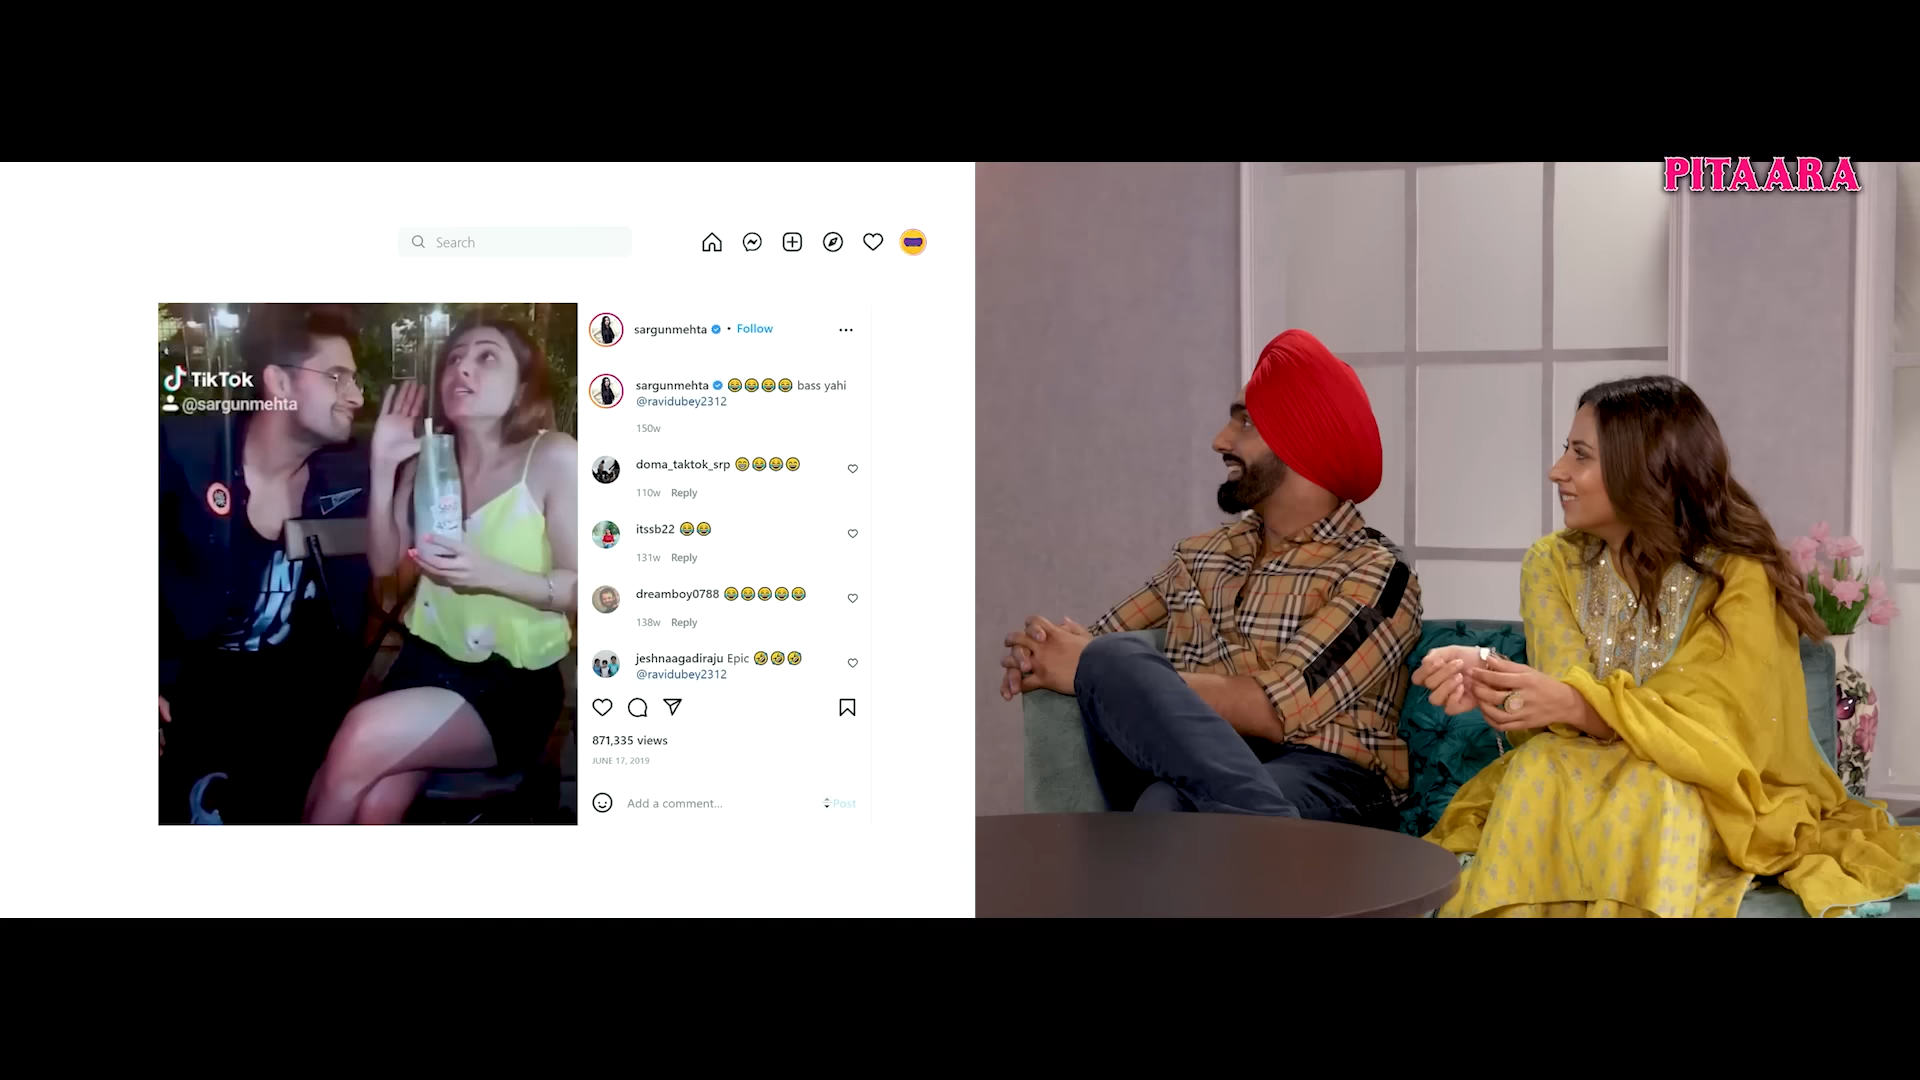 PITAARA
Search
TikTok
@sargunmehta
sargunmehta • Follow
sargunmehta 😂😂😂😂 bass yahi
@ravidubey2312
150w
doma_taktok_srp 😁😂😂😄
110w Reply
itssb22 😂😂
131w Reply
dreamboy0788 😂😂😂😂😂
138w Reply
jeshnaagadiraju Epic 🤣🤣🤣
@ravidubey2312
871,335 views
JUNE 17, 2019
Add a comment...
Post